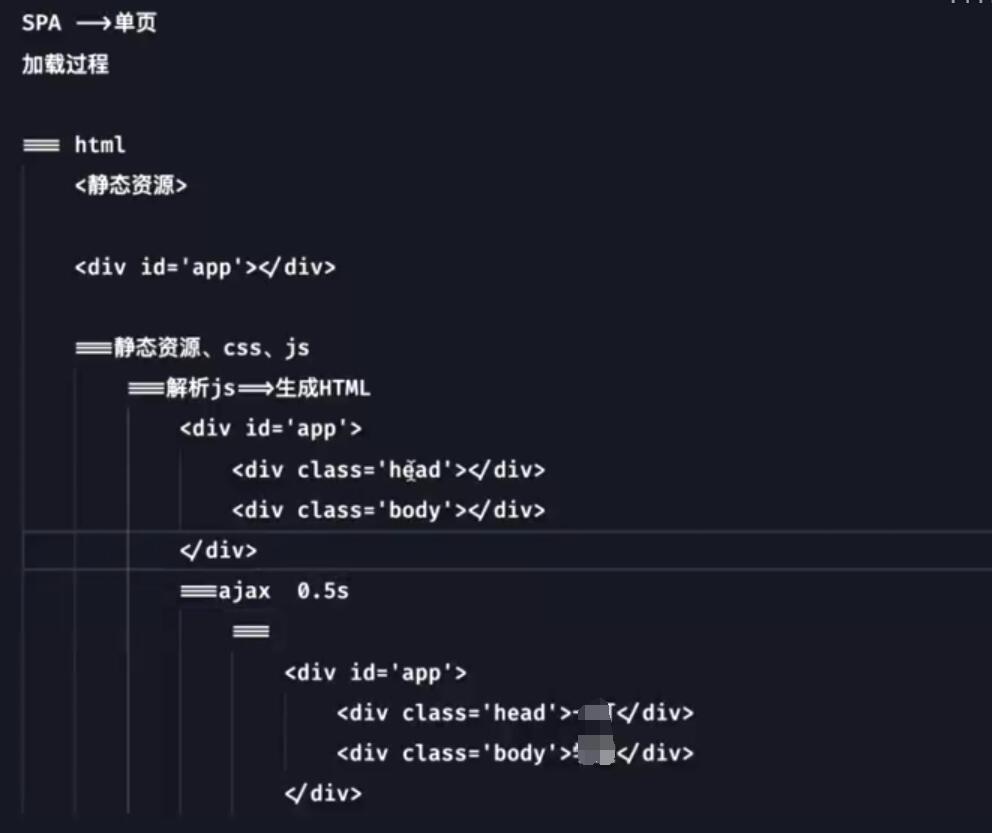 SPA ——>单页
加载过程
=== html
<静态资源>
<div id='app'></div>
===静态资源、css、js
===解析js==>生成HTML
<div id='app'>
<div class='head'></div>
<div class='body'></div>
</div>
===ajax 0.5s
===
<div id='app'>
<div class='head'></div>
<div class='body'></div>
</div>